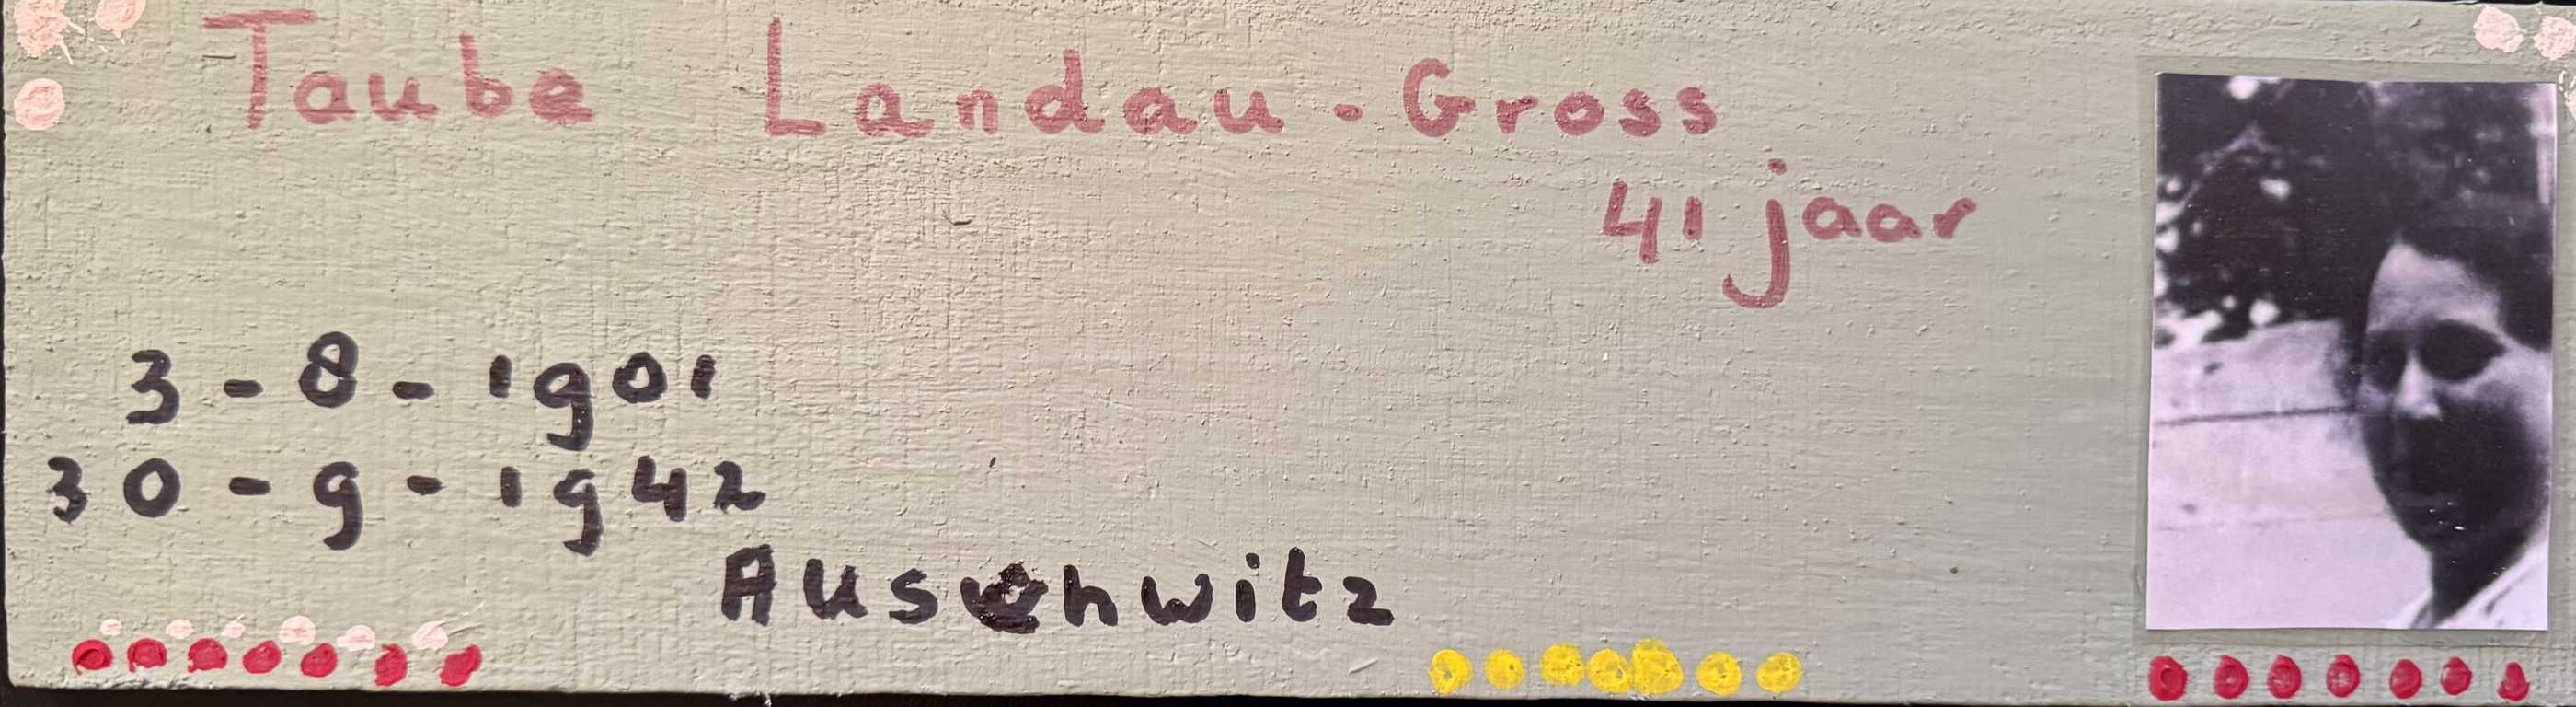 Taube Landau-Gross
41 jaar
3-8-1901
30-9-1942
Auschwitz